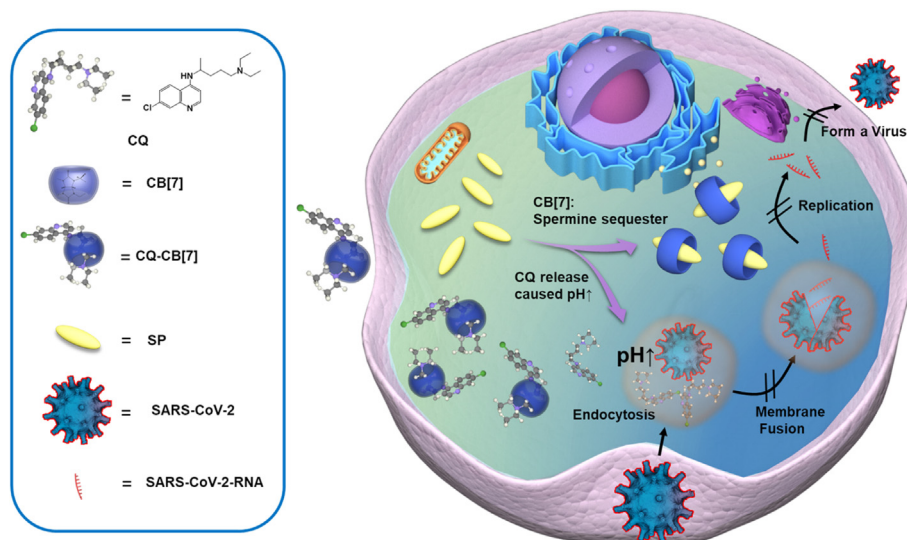 HN
N
Cl
N
=
CQ
= CB[7]
= CQ-CB[7]
= SP
= SARS-CoV-2
= SARS-CoV-2-RNA
Form a Virus
Replication
CB[7]:
Spermine sequester
CQ release
caused pH↑
pH↑
Endocytosis
Membrane
Fusion